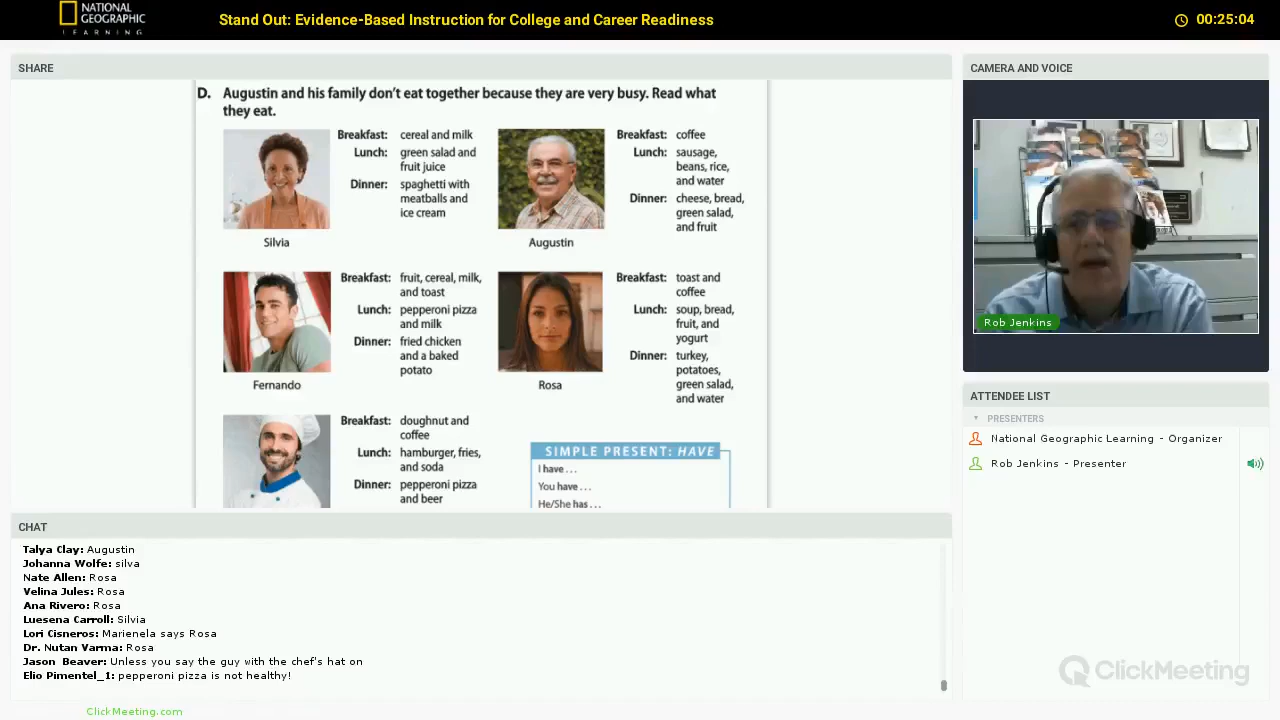 NATIONAL
GEOGRAPHIC
LEARNING
Stand Out: Evidence-Based Instruction for College and Career Readiness
00:25:04
SHARE
D. Augustin and his family don't eat together because they are very busy. Read what
they eat.
Breakfast: cereal and milk
Lunch: green salad and
fruit juice
Dinner: spaghetti with
meatballs and
ice cream
Silvia
Breakfast: coffee
Lunch: sausage,
beans, rice,
and water
Dinner: cheese, bread,
green salad,
and fruit
Augustin
Breakfast: fruit, cereal, milk,
and toast
Lunch: pepperoni pizza
and milk
Dinner: fried chicken
and a baked
potato
Fernando
Breakfast: toast and
coffee
Lunch: soup, bread,
fruit, and
yogurt
Dinner: turkey,
potatoes,
green salad,
and water
Rosa
Breakfast: doughnut and
coffee
Lunch: hamburger, fries,
and soda
Dinner: pepperoni pizza
and beer
SIMPLE PRESENT: HAVE
I have . . .
You have . . .
He/She has . . .
CAMERA AND VOICE
Rob Jenkins
ATTENDEE LIST
PRESENTERS
National Geographic Learning - Organizer
Rob Jenkins - Presenter
CHAT
Talya Clay: Augustin
Johanna Wolfe: silva
Nate Allen: Rosa
Velina Jules: Rosa
Ana Rivero: Rosa
Luesena Carroll: Silvia
Lori Cisneros: Marienela says Rosa
Dr. Nutan Varma: Rosa
Jason Beaver: Unless you say the guy with the chef's hat on
Elio Pimentel_1: pepperoni pizza is not healthy!
ClickMeeting
ClickMeeting.com